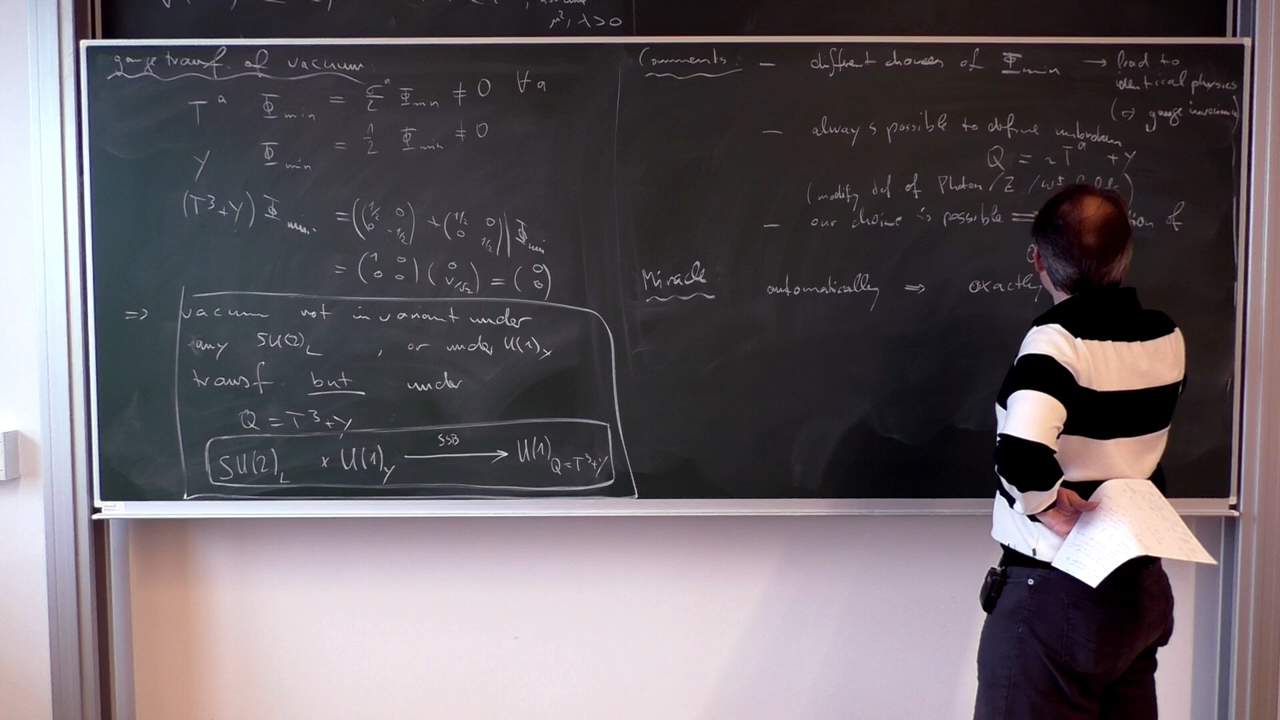 μ², λ > 0
gauge transf. of vacuum
T^a Φ_min = σ^a/2 Φ_min ≠ 0 ∀a
Y Φ_min = 1/2 Φ_min ≠ 0
(T³+Y) Φ_min = ((1/2 0; 0 -1/2) + (1/2 0; 0 1/2)) Φ_min
= (1 0; 0 0) (0; v/√2) = (0; 0)
⇒ vacuum not invariant under
any SU(2)_L , or under U(1)_Y
transf. but under
Q = T³+Y
SU(2)_L × U(1)_Y —SSB→ U(1)_{Q=T³+Y}
Comments: – different choices of Φ_min → lead to
identical physics
(⇒ gauge
– always possible to define unbroken
Q = T^a + Y
(modify def of Photon/Z/W±
– our choice is possible of
Miracle automatically ⇒ exactly